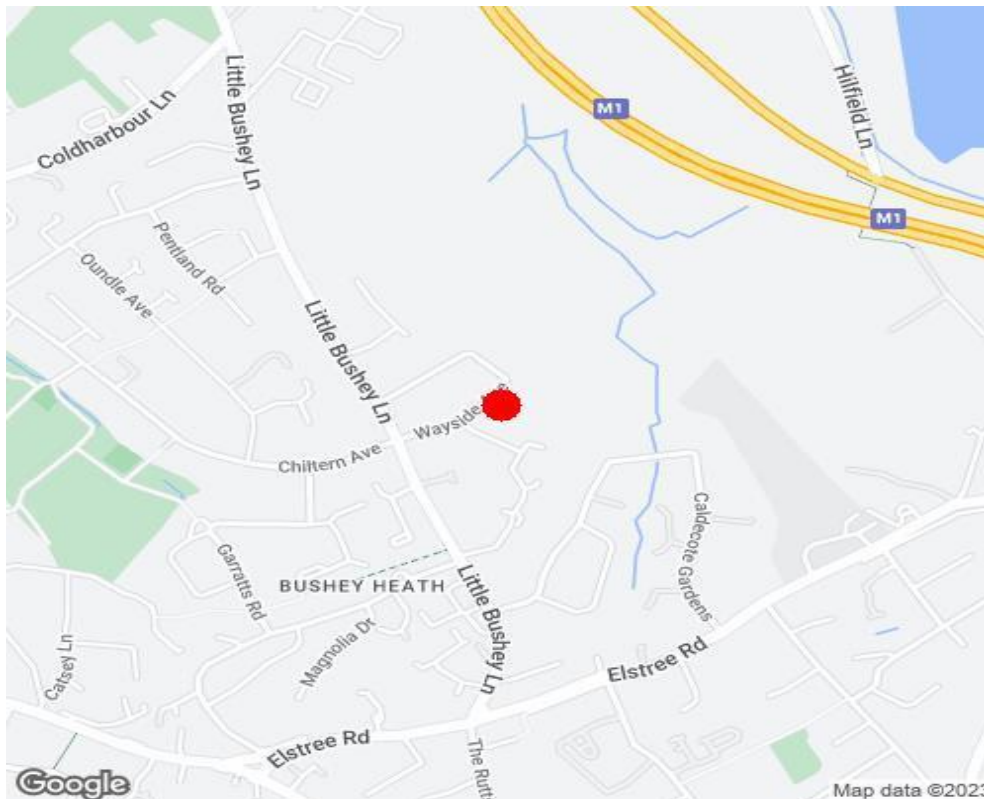 Little Bushey Ln
Coldharbour Ln
M1
Hilfield Ln
M1
Pentland Rd
Oundle Ave
Little Bushey Ln
Wayside
Chiltern Ave
Caldecote Gardens
Garratts Rd
BUSHEY HEATH
Little Bushey Ln
Magnolia Dr
Catsey Ln
Elstree Rd
Elstree Rd
The Rutts
Google
Map data ©2023